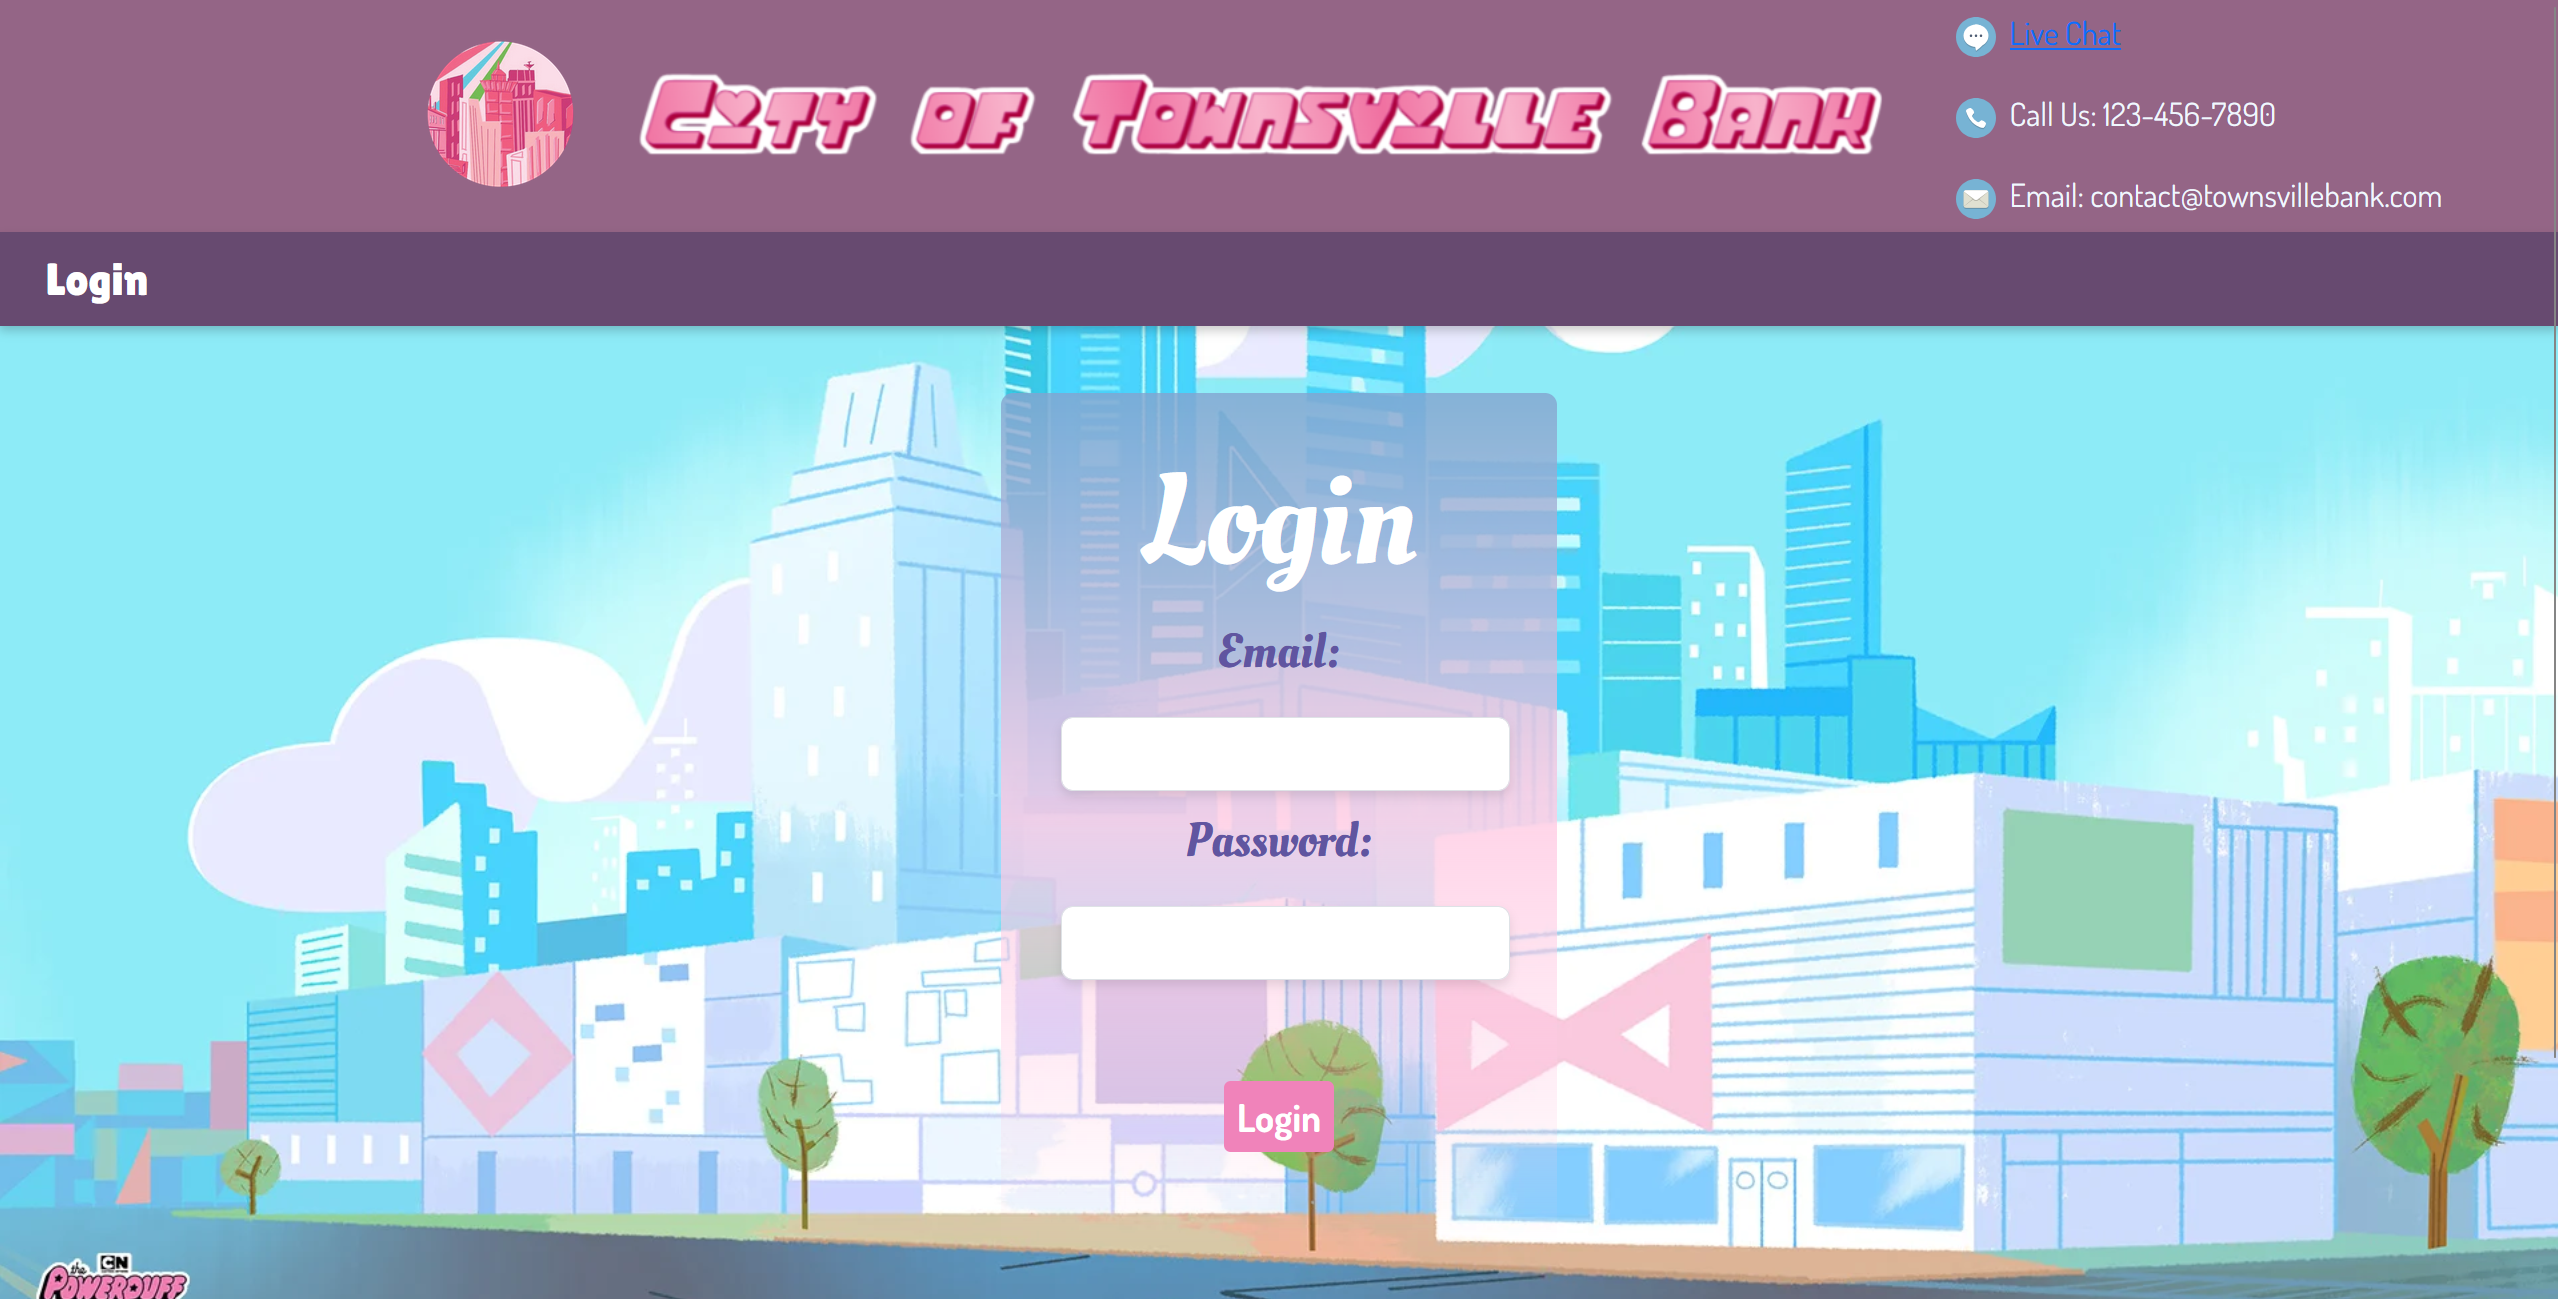 City of Townsville Bank
Live Chat
Call Us: 123-456-7890
Email: contact@townsvillebank.com
Login
Login
Email:
Password:
Login
CN
the
POWERPUFF